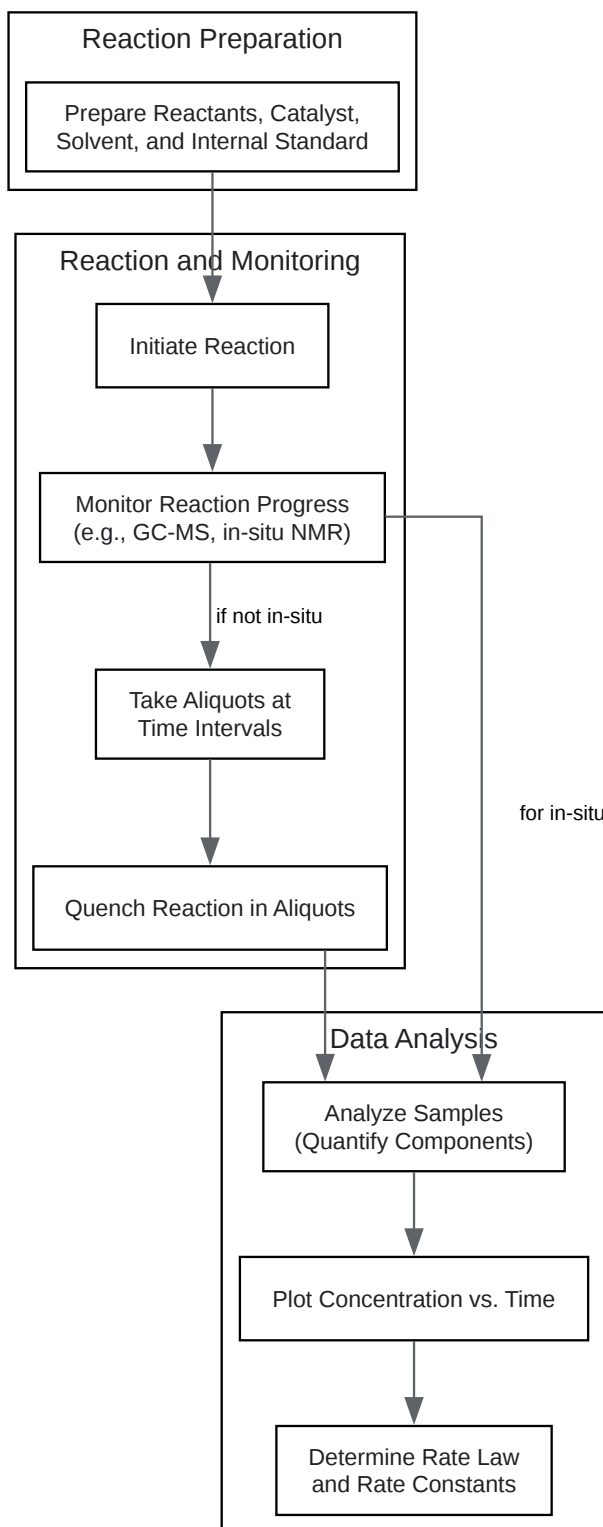 Reaction Preparation
Prepare Reactants, Catalyst,
Solvent, and Internal Standard
Reaction and Monitoring
Initiate Reaction
Monitor Reaction Progress
(e.g., GC-MS, in-situ NMR)
if not in-situ
Take Aliquots at
Time Intervals
for in-situ
Quench Reaction in Aliquots
Data Analysis
Analyze Samples
(Quantify Components)
Plot Concentration vs. Time
Determine Rate Law
and Rate Constants